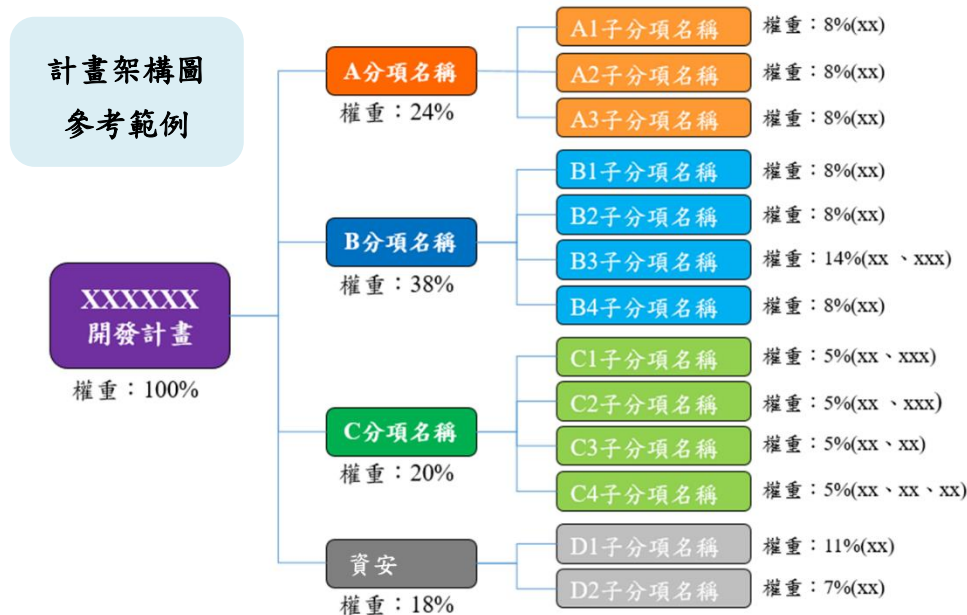 計畫架構圖
參考範例
XXXXXX
開發計畫
權重：100%
A分項名稱
權重：24%
A1子分項名稱 權重：8%(xx)
A2子分項名稱 權重：8%(xx)
A3子分項名稱 權重：8%(xx)
B分項名稱
權重：38%
B1子分項名稱 權重：8%(xx)
B2子分項名稱 權重：8%(xx)
B3子分項名稱 權重：14%(xx、xxx)
B4子分項名稱 權重：8%(xx)
C分項名稱
權重：20%
C1子分項名稱 權重：5%(xx、xxx)
C2子分項名稱 權重：5%(xx、xxx)
C3子分項名稱 權重：5%(xx、xx)
C4子分項名稱 權重：5%(xx、xx、xx)
資安
權重：18%
D1子分項名稱 權重：11%(xx)
D2子分項名稱 權重：7%(xx)